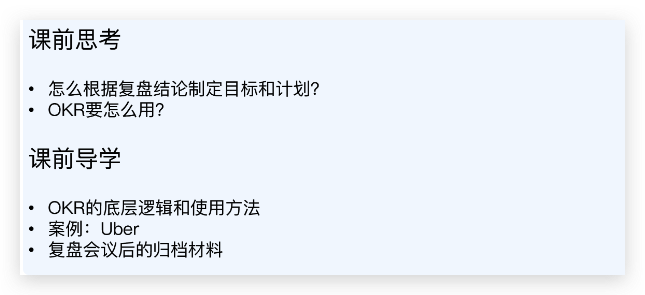 课前思考
• 怎么根据复盘结论制定目标和计划?
• OKR要怎么用?
课前导学
• OKR的底层逻辑和使用方法
• 案例：Uber
• 复盘会议后的归档材料